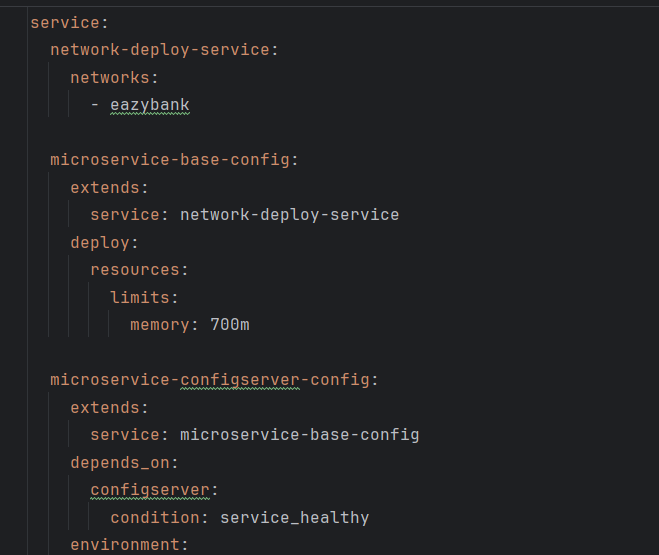 service:
network-deploy-service:
networks:
- eazybank
microservice-base-config:
extends:
service: network-deploy-service
deploy:
resources:
limits:
memory: 700m
microservice-configserver-config:
extends:
service: microservice-base-config
depends_on:
configserver:
condition: service_healthy
environment: